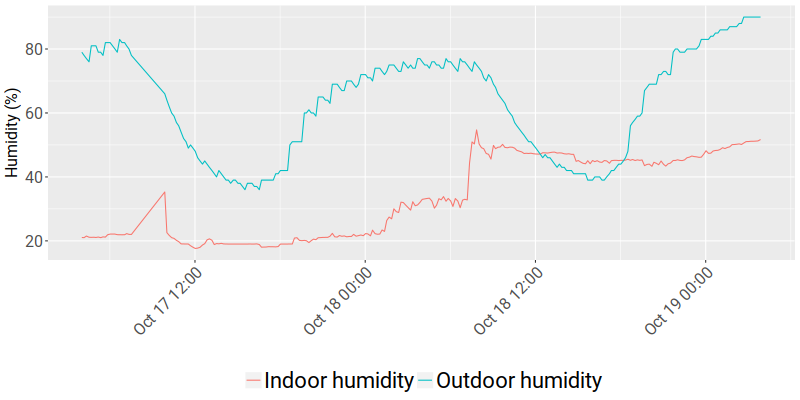 Humidity (%)
80
60
40
20
Oct 17 12:00
Oct 18 00:00
Oct 18 12:00
Oct 19 00:00
Indoor humidity
Outdoor humidity